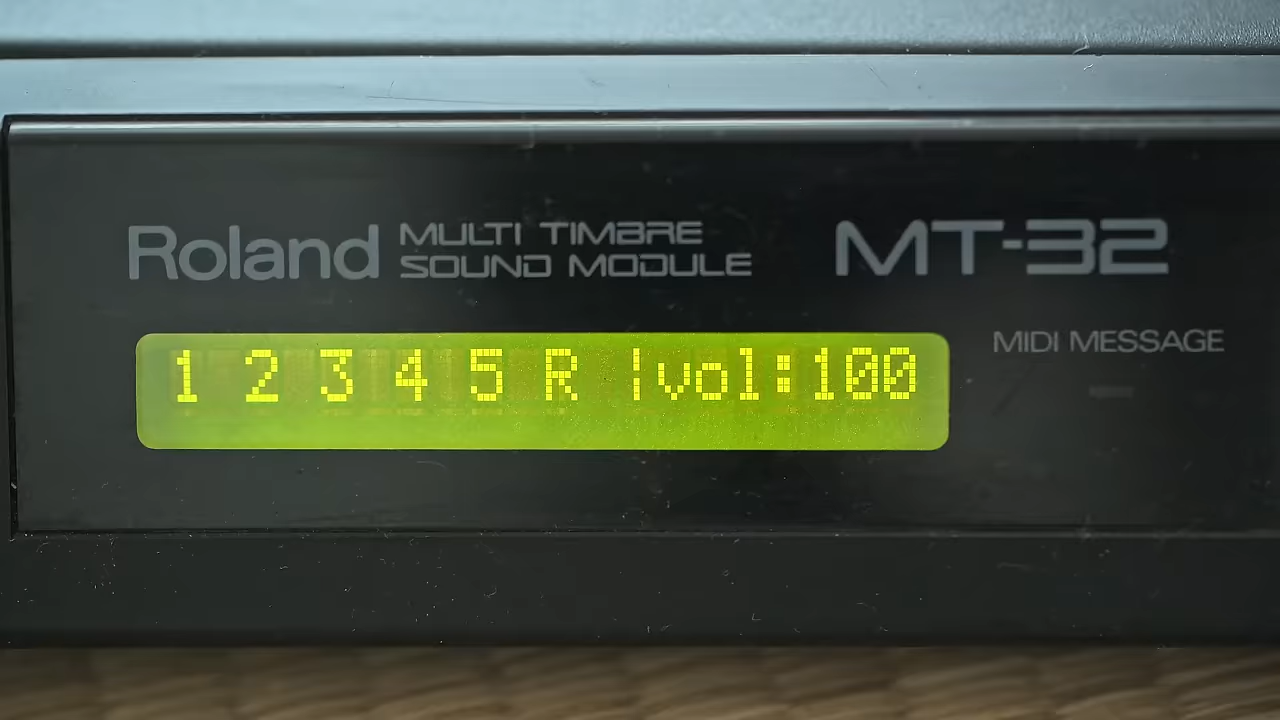 Roland MULTI TIMBRE
SOUND MODULE
MT-32
1 2 3 4 5 R |vol:100
MIDI MESSAGE